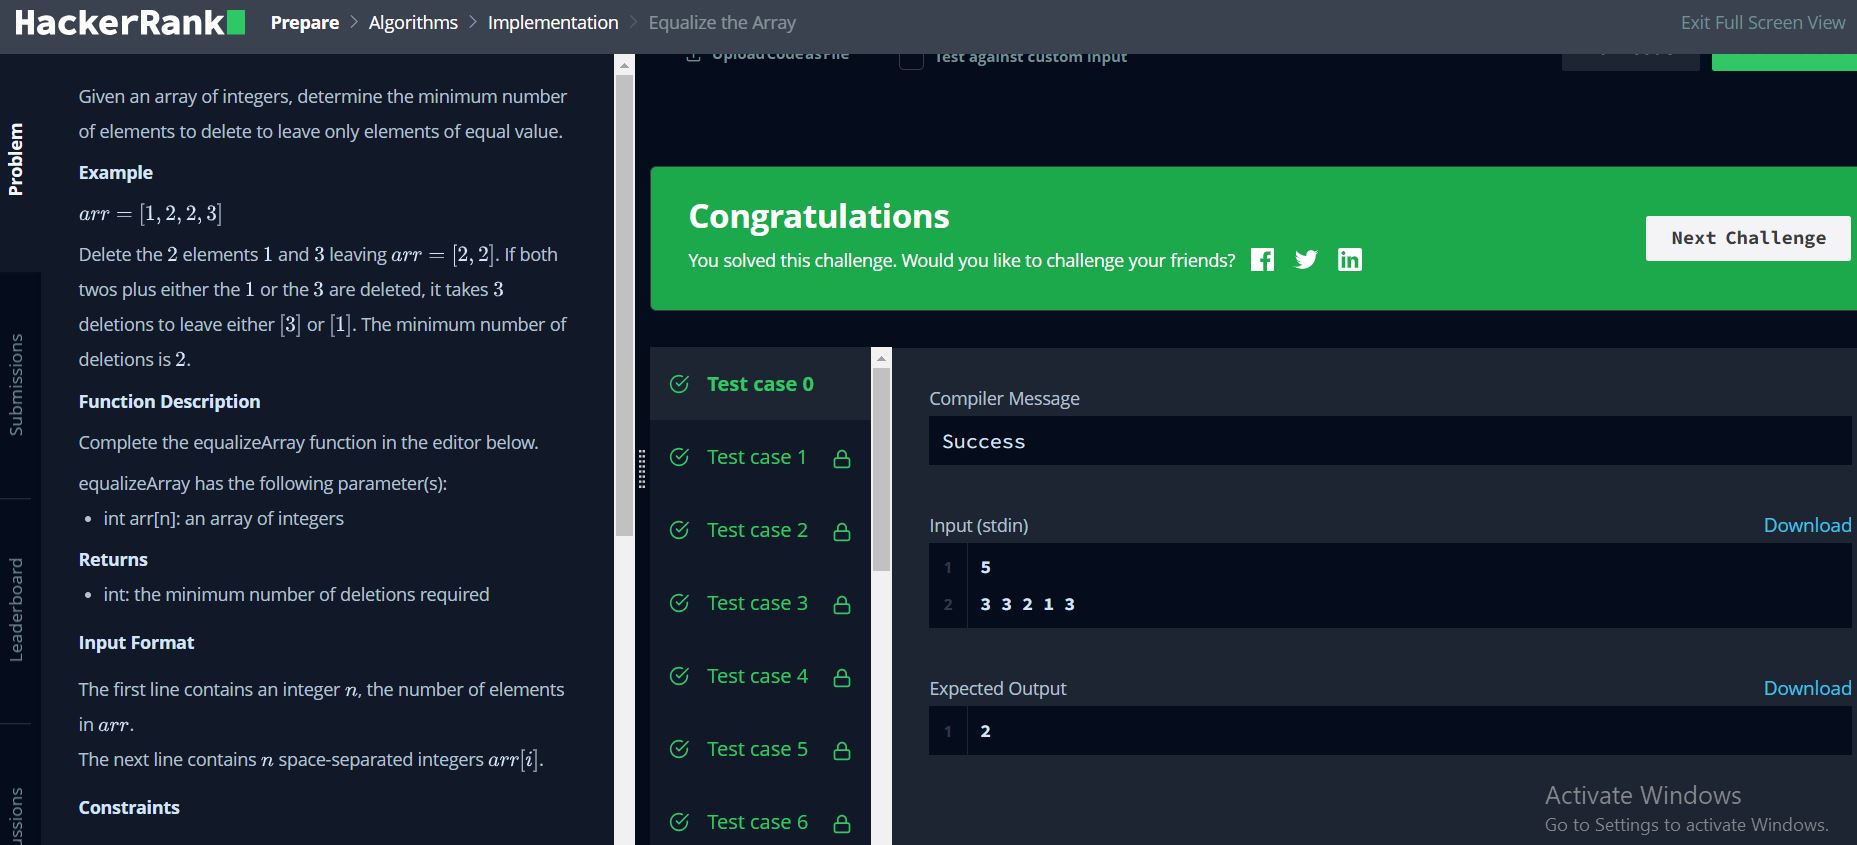 HackerRank
Prepare > Algorithms > Implementation > Equalize the Array
Exit Full Screen View
Problem
Submissions
Leaderboard
Given an array of integers, determine the minimum number
of elements to delete to leave only elements of equal value.
Example
arr = [1, 2, 2, 3]
Delete the 2 elements 1 and 3 leaving arr = [2, 2]. If both
twos plus either the 1 or the 3 are deleted, it takes 3
deletions to leave either [3] or [1]. The minimum number of
deletions is 2.
Function Description
Complete the equalizeArray function in the editor below.
equalizeArray has the following parameter(s):
• int arr[n]: an array of integers
Returns
• int: the minimum number of deletions required
Input Format
The first line contains an integer n, the number of elements
in arr.
The next line contains n space-separated integers arr[i].
Constraints
Upload Code as File
Test against custom input
Congratulations
You solved this challenge. Would you like to challenge your friends?
Next Challenge
Test case 0
Test case 1
Test case 2
Test case 3
Test case 4
Test case 5
Test case 6
Compiler Message
Success
Input (stdin)
Download
1 5
2 3 3 2 1 3
Expected Output
Download
1 2
Activate Windows
Go to Settings to activate Windows.